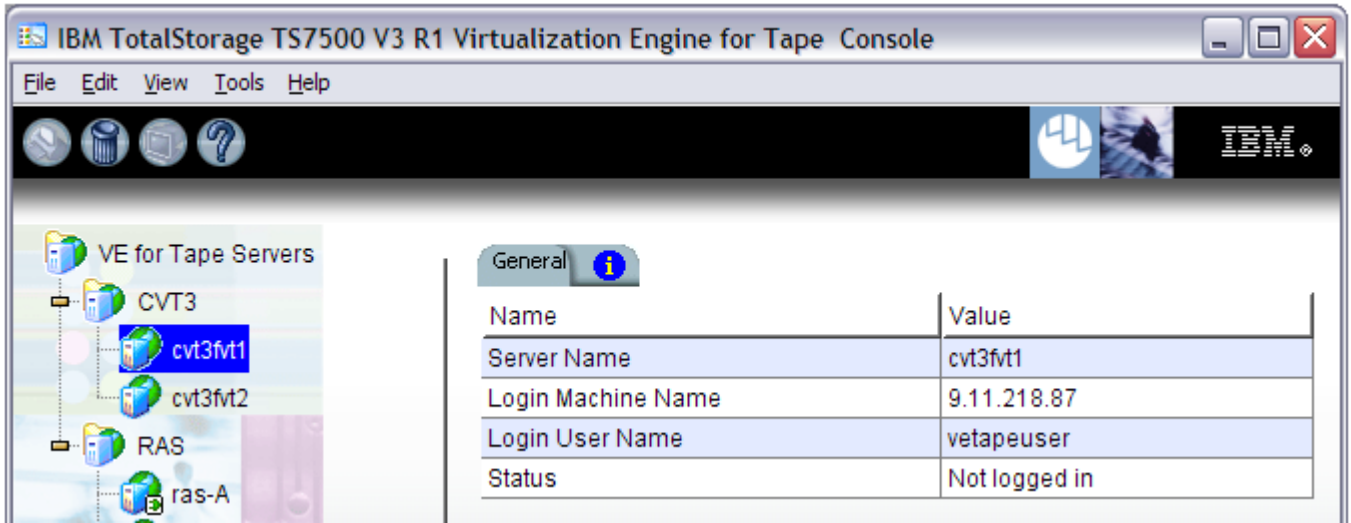 IBM TotalStorage TS7500 V3 R1 Virtualization Engine for Tape Console
File Edit View Tools Help
IBM®
VE for Tape Servers
CVT3
cvt3fvt1
cvt3fvt2
RAS
ras-A
General
Name Value
Server Name cvt3fvt1
Login Machine Name 9.11.218.87
Login User Name vetapeuser
Status Not logged in